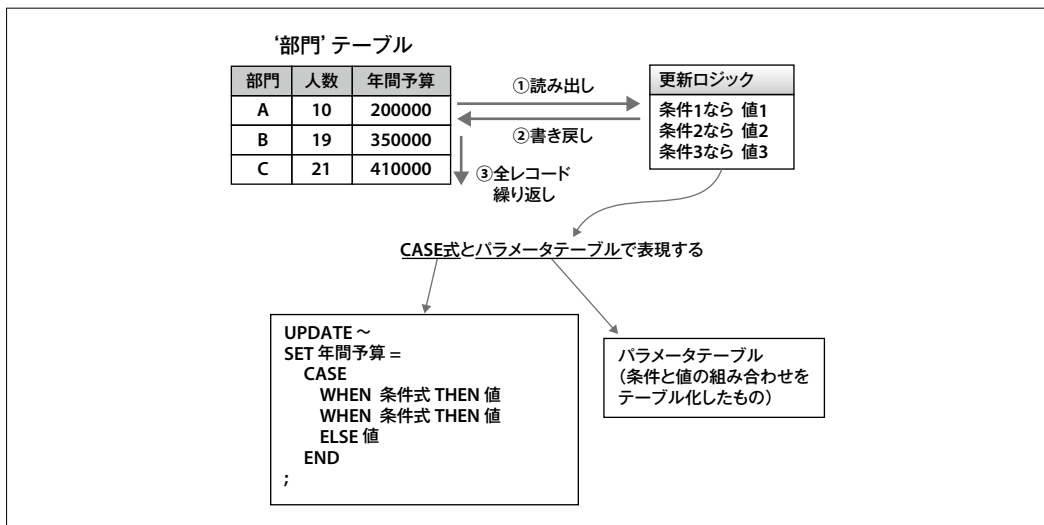 ‘部門’ テーブル
部門 人数 年間予算
A 10 200000
B 19 350000
C 21 410000
①読み出し
②書き戻し
③全レコード
繰り返し
更新ロジック
条件1なら 値1
条件2なら 値2
条件3なら 値3
CASE式とパラメータテーブルで表現する
UPDATE ~
SET 年間予算 =
CASE
WHEN 条件式 THEN 値
WHEN 条件式 THEN 値
ELSE 値
END
;
パラメータテーブル
（条件と値の組み合わせを
テーブル化したもの）